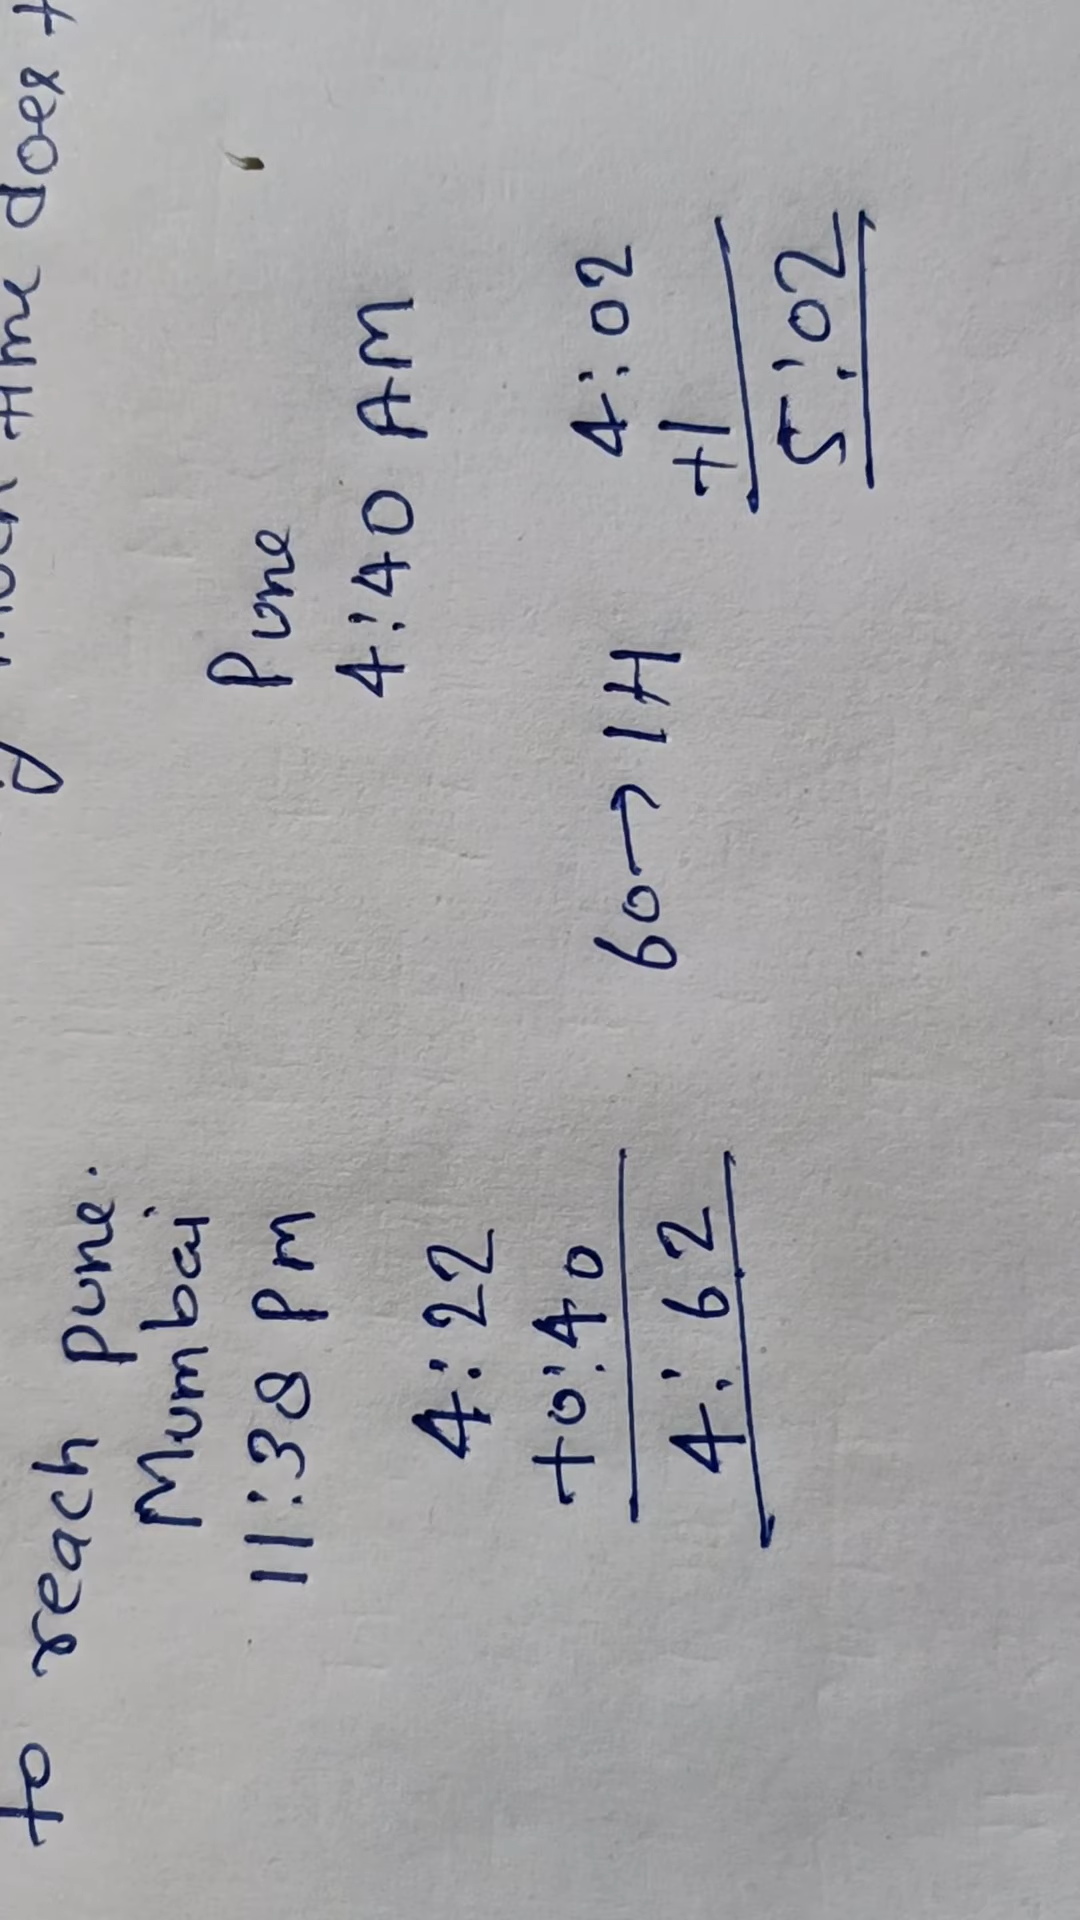 time does
to reach pune.
Mumbai Pune
11:38 Pm 4:40 AM
4:22
+0:40
4:62
60→1H
4:02
+1
5:02